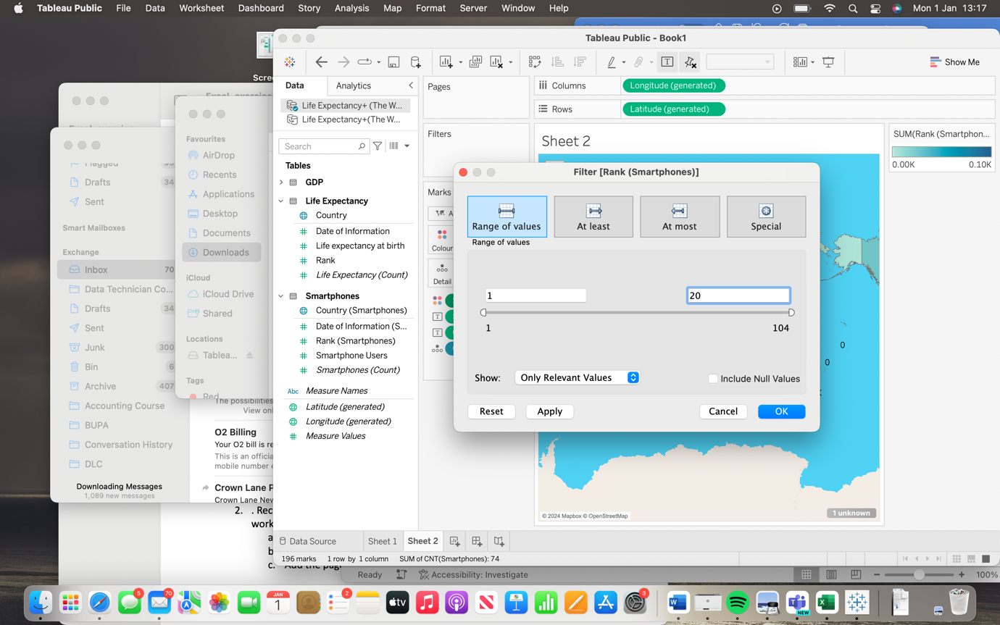 Tableau Public File Data Worksheet Dashboard Story Analysis Map Format Server Window Help Mon 1 Jan 13:17
Tableau Public - Book1
Show Me
Data Analytics
Life Expectancy+ (The W...
Life Expectancy+(The W...
Search
Tables
GDP
Life Expectancy
Country
Date of Information
Life expectancy at birth
Rank
Life Expectancy (Count)
Smartphones
Country (Smartphones)
Date of Information (S...
Rank (Smartphones)
Smartphone Users
Smartphones (Count)
Abc Measure Names
Latitude (generated)
Longitude (generated)
Measure Values
Pages
Filters
Marks
Colour
Detail
Columns Longitude (generated)
Rows Latitude (generated)
Sheet 2
SUM(Rank (Smartphon...
0.00K 0.10K
Filter [Rank (Smartphones)]
Range of values At least At most Special
Range of values
1 20
1 104
Show: Only Relevant Values Include Null Values
Reset Apply Cancel OK
0
0
© 2024 Mapbox © OpenStreetMap
1 unknown
Data Source Sheet 1 Sheet 2
196 marks 1 row by 1 column SUM of CNT(Smartphones): 74
Ready Accessibility: Investigate 100%
Scre
Favourites
AirDrop
Recents
Applications
Desktop
Documents
Downloads
iCloud
iCloud Drive
Shared
Locations
Tablea...
Tags
Red
Flagged
Drafts 34
Sent
Smart Mailboxes
Exchange
Inbox 70
Data Technician Co...
Drafts
Sent
Junk 300
Bin 6
Archive 407
Accounting Course
BUPA
Conversation History
DLC
Downloading Messages
1,089 new messages
The possibilities
View onl
O2 Billing
Your O2 bill is re
This is an officia
mobile number e
Crown Lane P
Crown Lane New
2. . Rec
work
a
b
c. Add the pag
5 70 JAN 1 2 tv 3 NEW